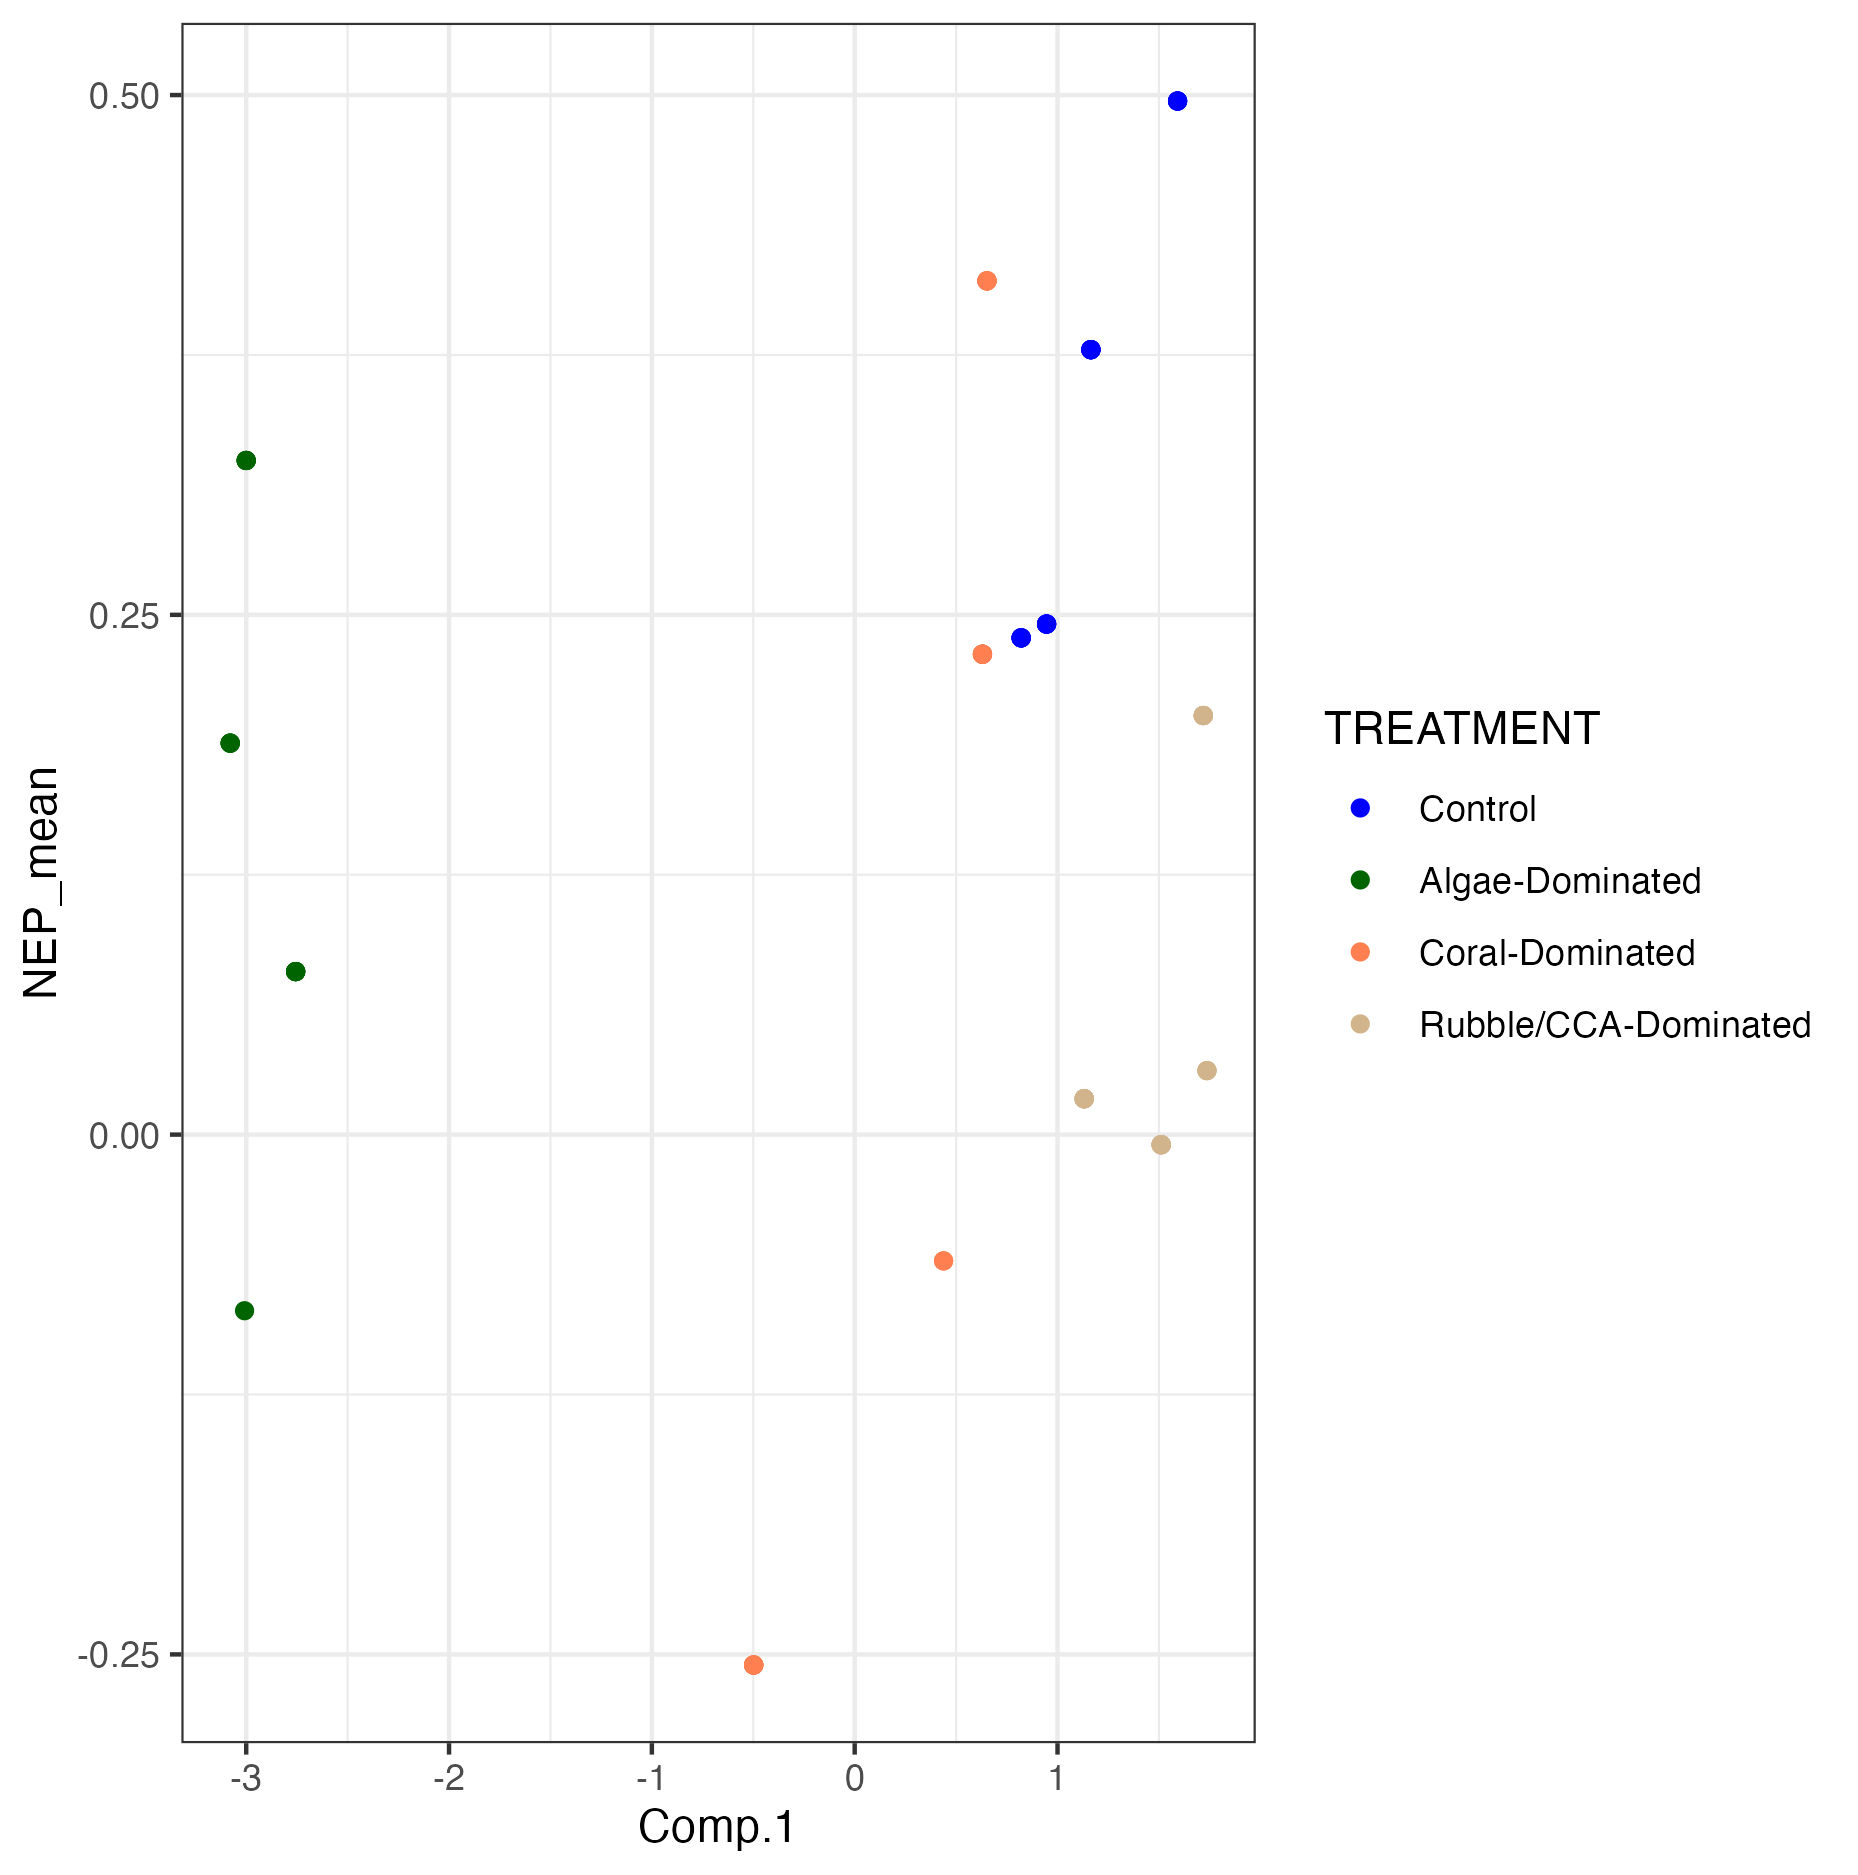 0.50
0.25
0.00
-0.25
NEP_mean
-3
-2
-1
0
1
Comp.1
TREATMENT
Control
Algae-Dominated
Coral-Dominated
Rubble/CCA-Dominated